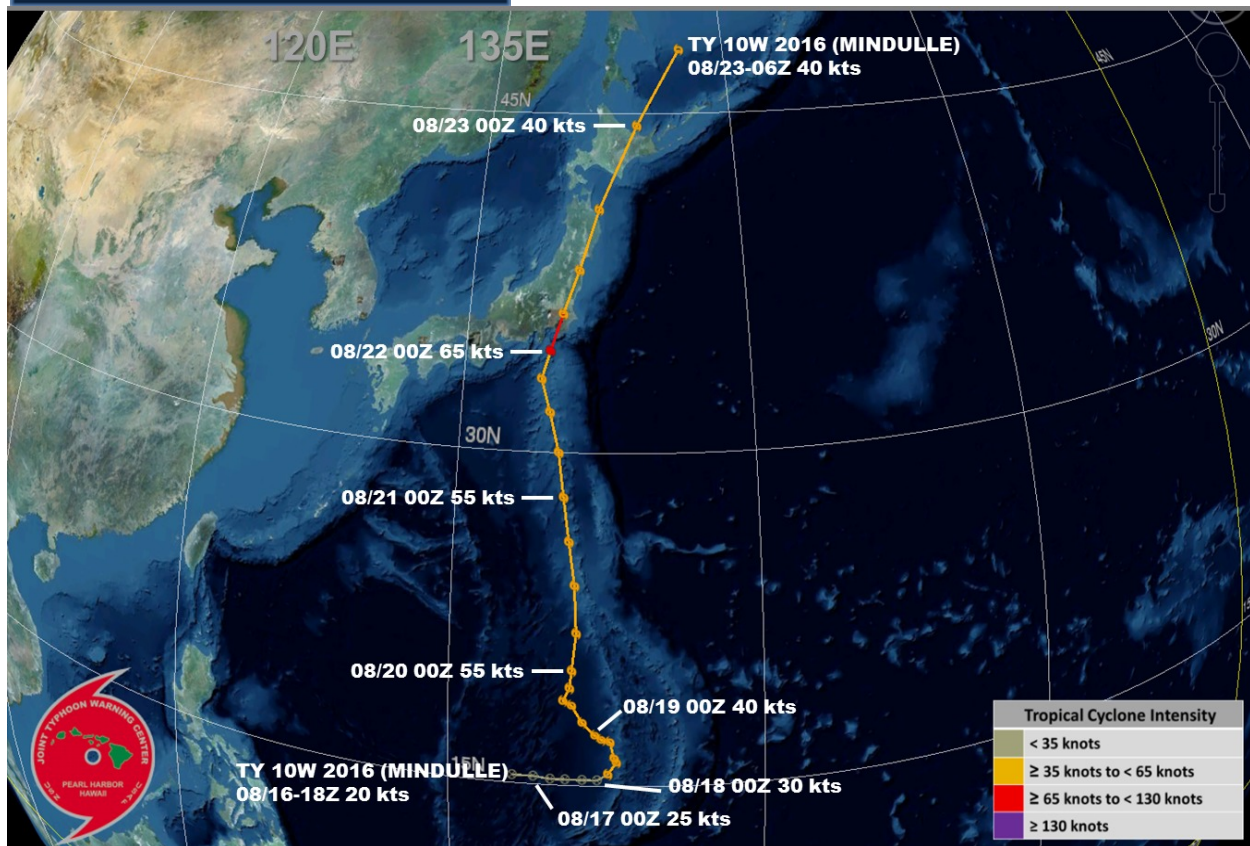 120E
135E
TY 10W 2016 (MINDULLE)
08/23-06Z 40 kts
45N
45N
08/23 00Z 40 kts
08/22 00Z 65 kts
30N
30N
08/21 00Z 55 kts
08/20 00Z 55 kts
08/19 00Z 40 kts
15N
TY 10W 2016 (MINDULLE)
08/16-18Z 20 kts
08/18 00Z 30 kts
08/17 00Z 25 kts
JOINT TYPHOON WARNING CENTER
PEARL HARBOR
HAWAII
Tropical Cyclone Intensity
< 35 knots
≥ 35 knots to < 65 knots
≥ 65 knots to < 130 knots
≥ 130 knots